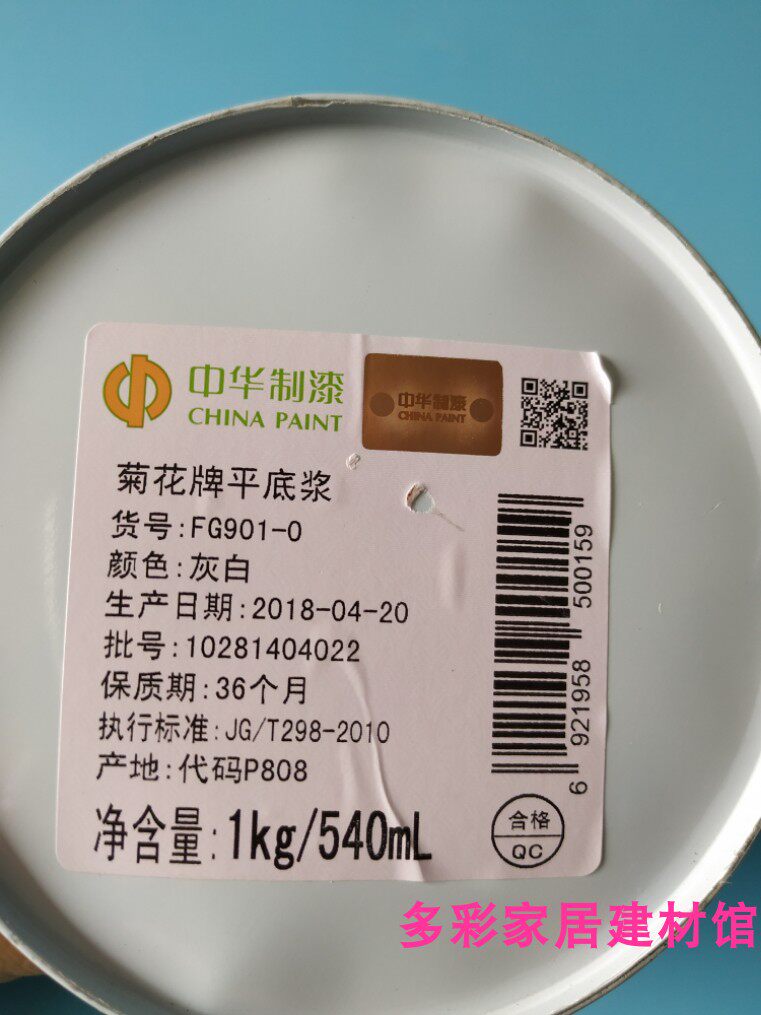 中华制漆
CHINA PAINT
中华制漆
CHINA PAINT
菊花牌平底浆
货号:FG901-0
颜色:灰白
生产日期:2018-04-20
批号:10281404022
保质期:36个月
执行标准:JG/T298-2010
产地:代码P808
净含量:1kg/540mL
6 921958 500159
合格
QC
多彩家居建材馆